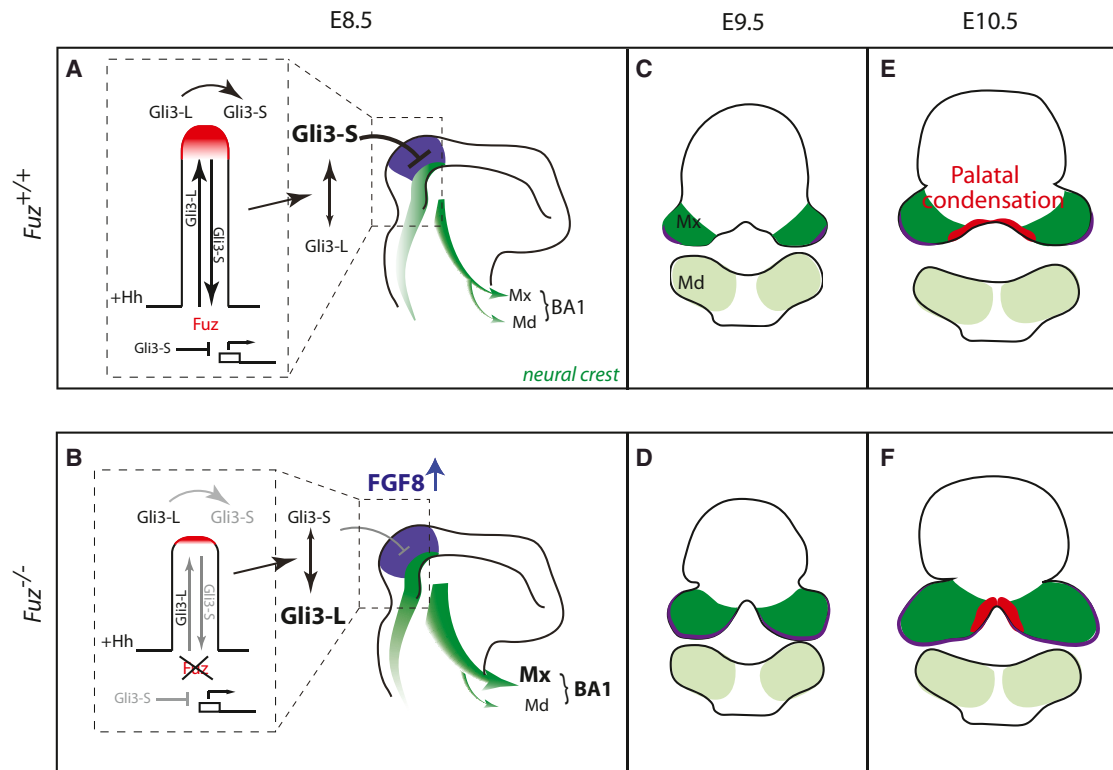 E8.5
E9.5
E10.5
Fuz+/+
A
Gli3-L
Gli3-S
Gli3-L
Gli3-S
+Hh
Fuz
Gli3-S
Gli3-S
Gli3-L
Mx
Md
} BA1
neural crest
C
Mx
Md
E
Palatal
condensation
Fuz-/-
B
Gli3-L
Gli3-S
Gli3-L
Gli3-S
+Hh
Fuz
Gli3-S
FGF8
Gli3-S
Gli3-L
Mx
Md
} BA1
D
F